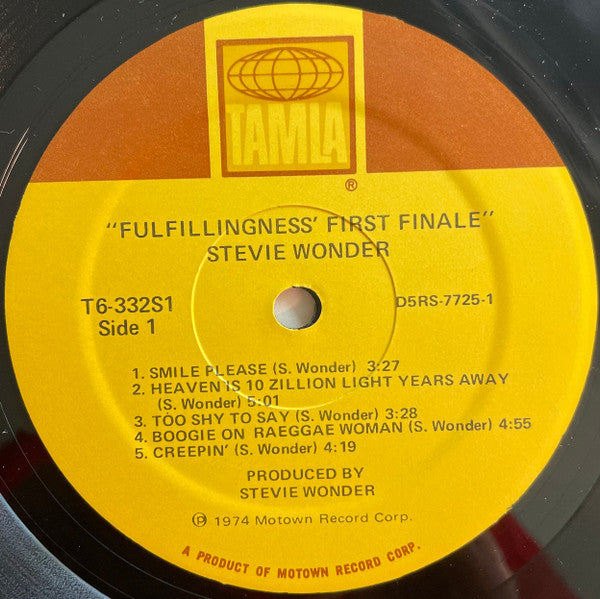 TAMLA
®
"FULFILLINGNESS' FIRST FINALE"
STEVIE WONDER
T6-332S1
D5RS-7725-1
Side 1
1. SMILE PLEASE (S. Wonder) 3:27
2. HEAVEN IS 10 ZILLION LIGHT YEARS AWAY
(S. Wonder) 5:01
3. TOO SHY TO SAY (S. Wonder) 3:28
4. BOOGIE ON RAEGGAE WOMAN (S. Wonder) 4:55
5. CREEPIN' (S. Wonder) 4:19
PRODUCED BY
STEVIE WONDER
℗ 1974 Motown Record Corp.
A PRODUCT OF MOTOWN RECORD CORP.